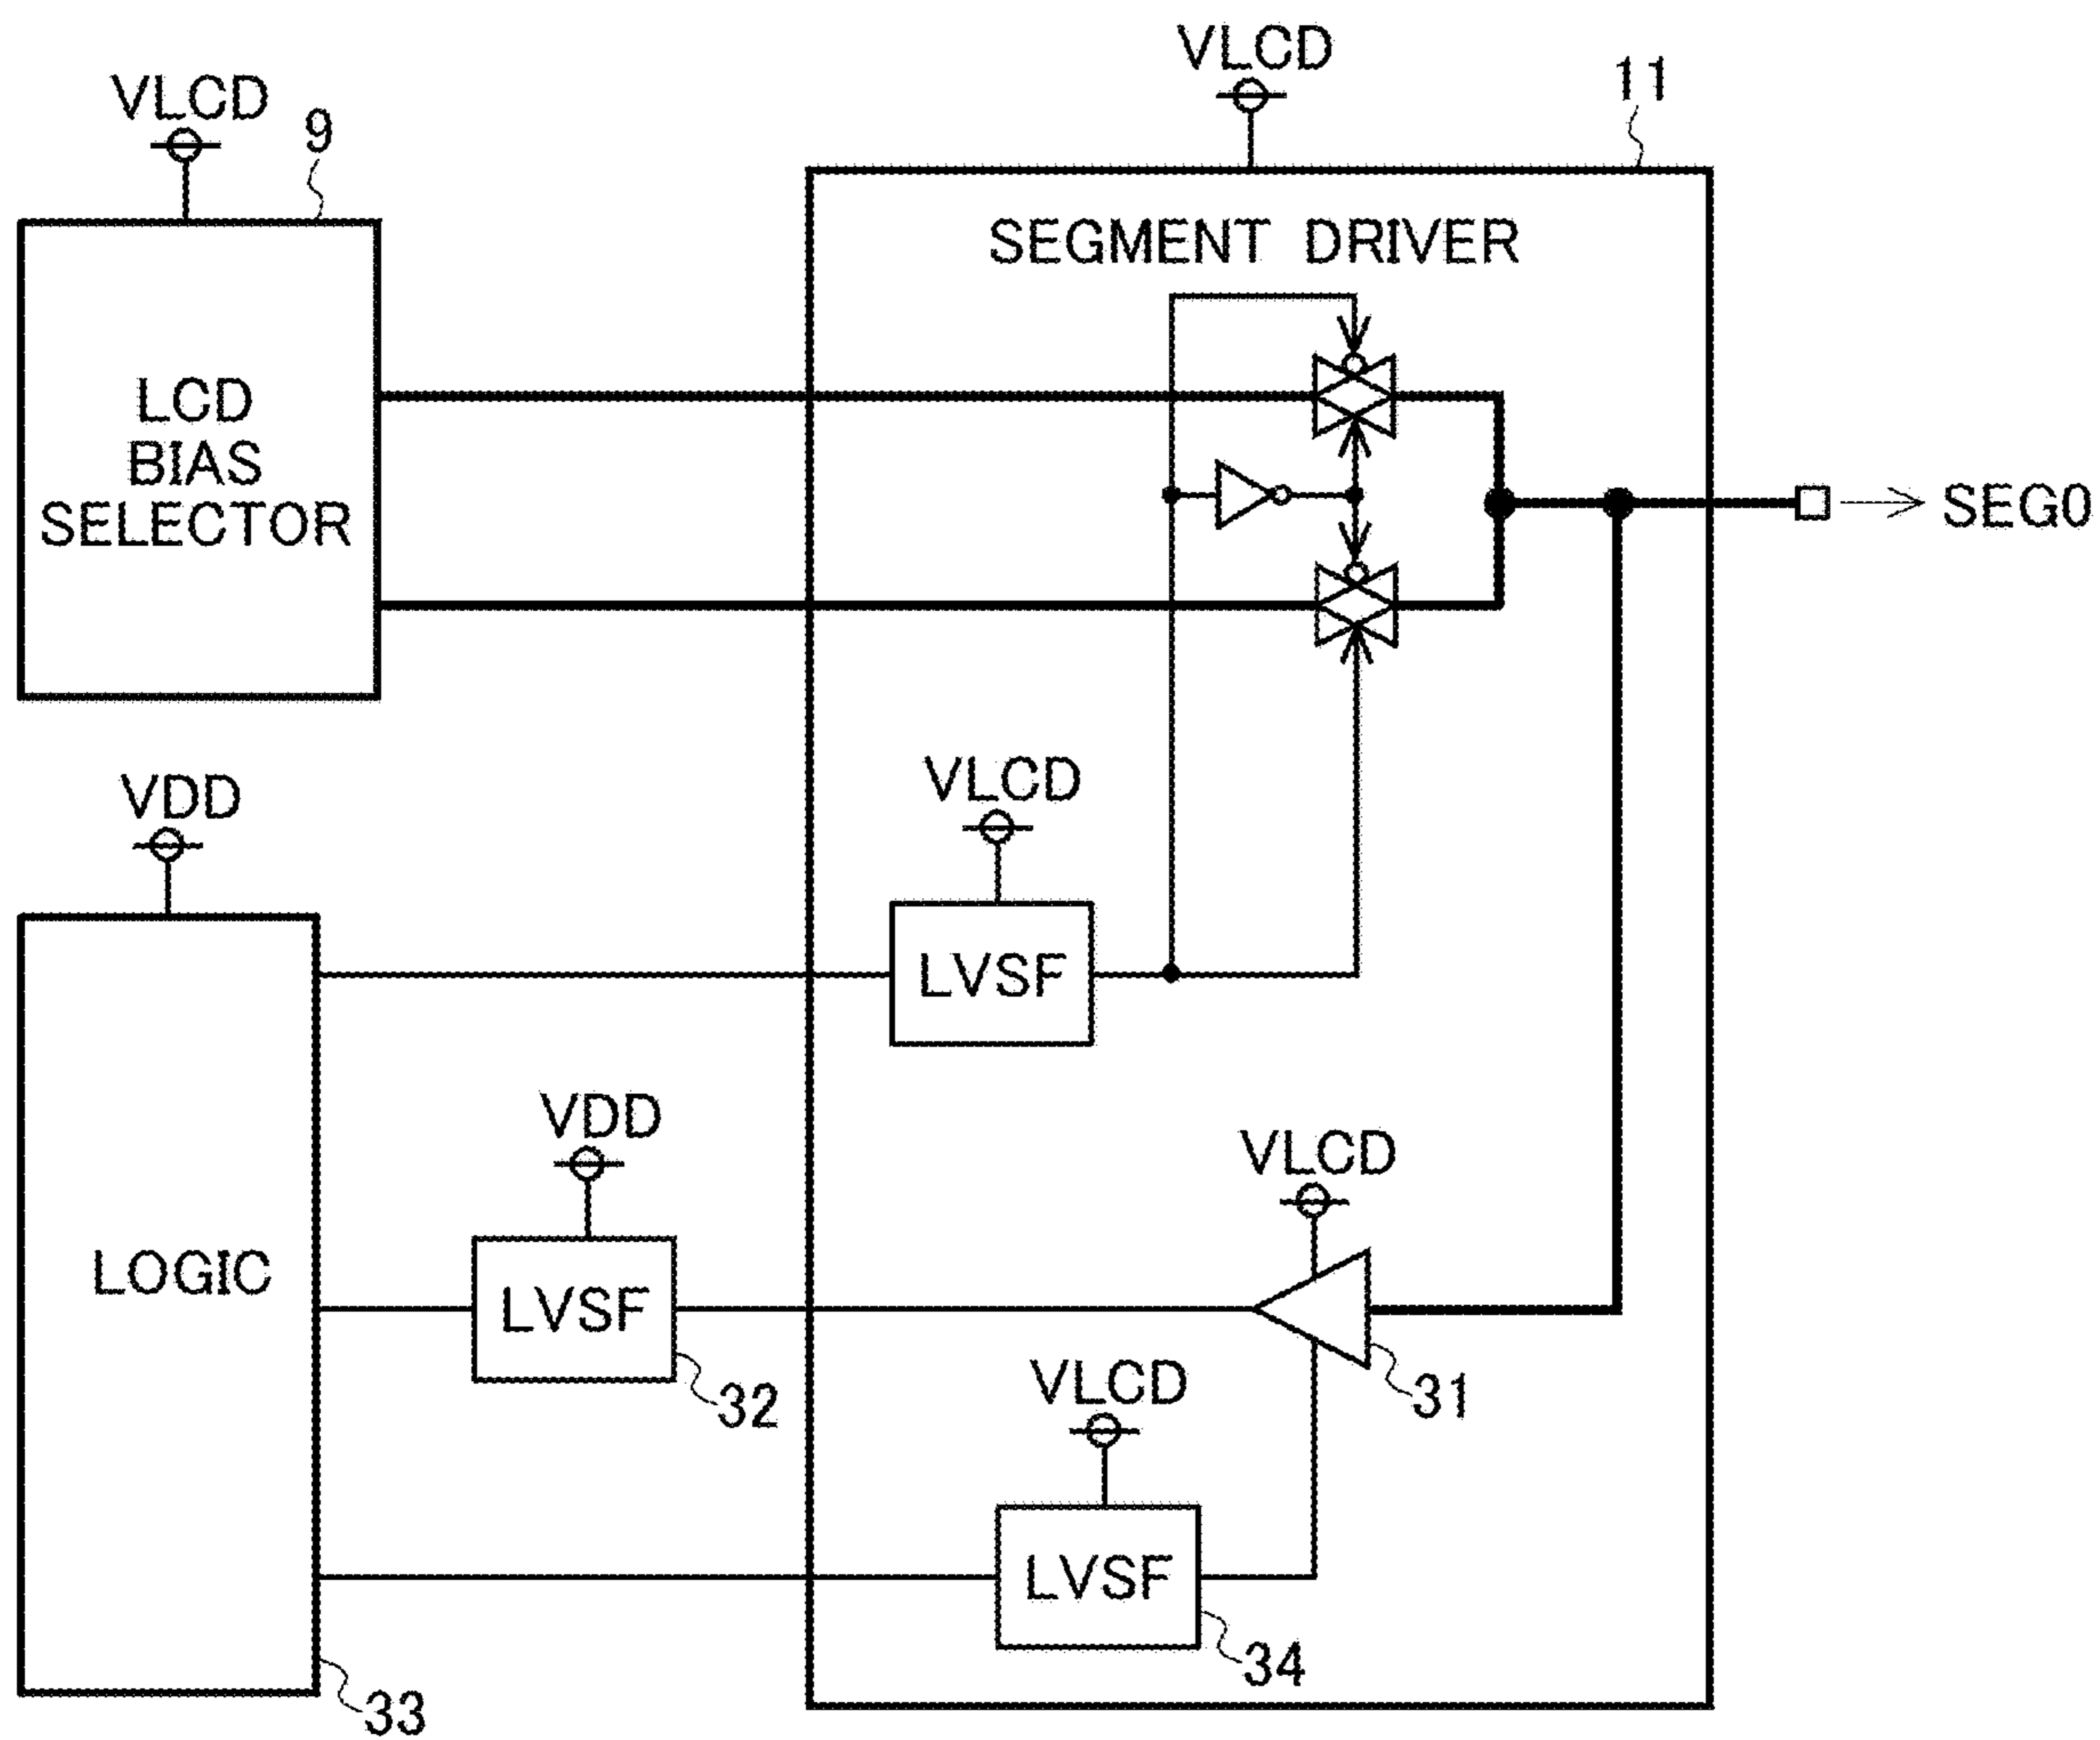 VLCD
11
VLCD
9
SEGMENT DRIVER
LCD
BIAS
SELECTOR
SEG0
VDD
VLCD
LVSF
VDD
VLCD
LOGIC
LVSF
32
31
VLCD
LVSF
34
33